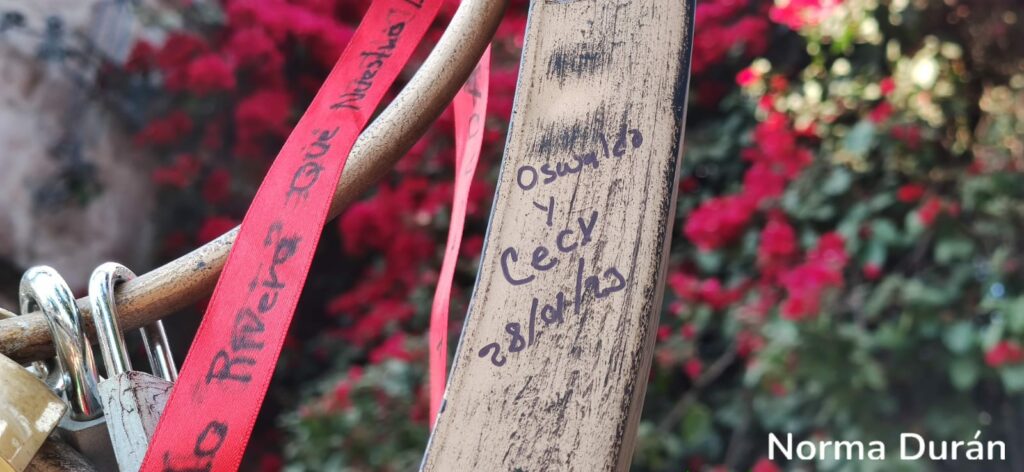 Rivera Que Nuestro
Oswaldo
Y
Cecy
28/01/23
Norma Durán